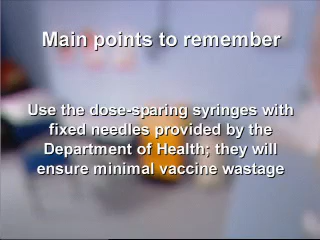 Main points to remember
Use the dose-sparing syringes with
fixed needles provided by the
Department of Health; they will
ensure minimal vaccine wastage